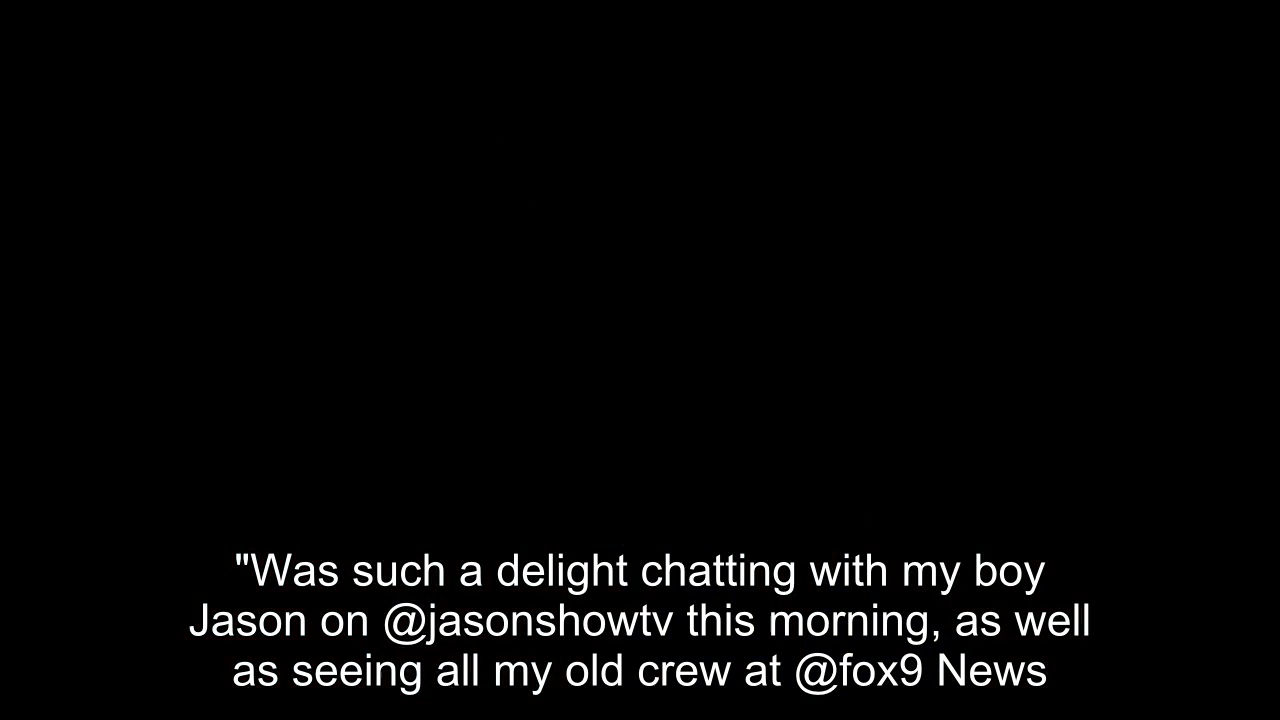 "Was such a delight chatting with my boy
Jason on @jasonshowtv this morning, as well
as seeing all my old crew at @fox9 News